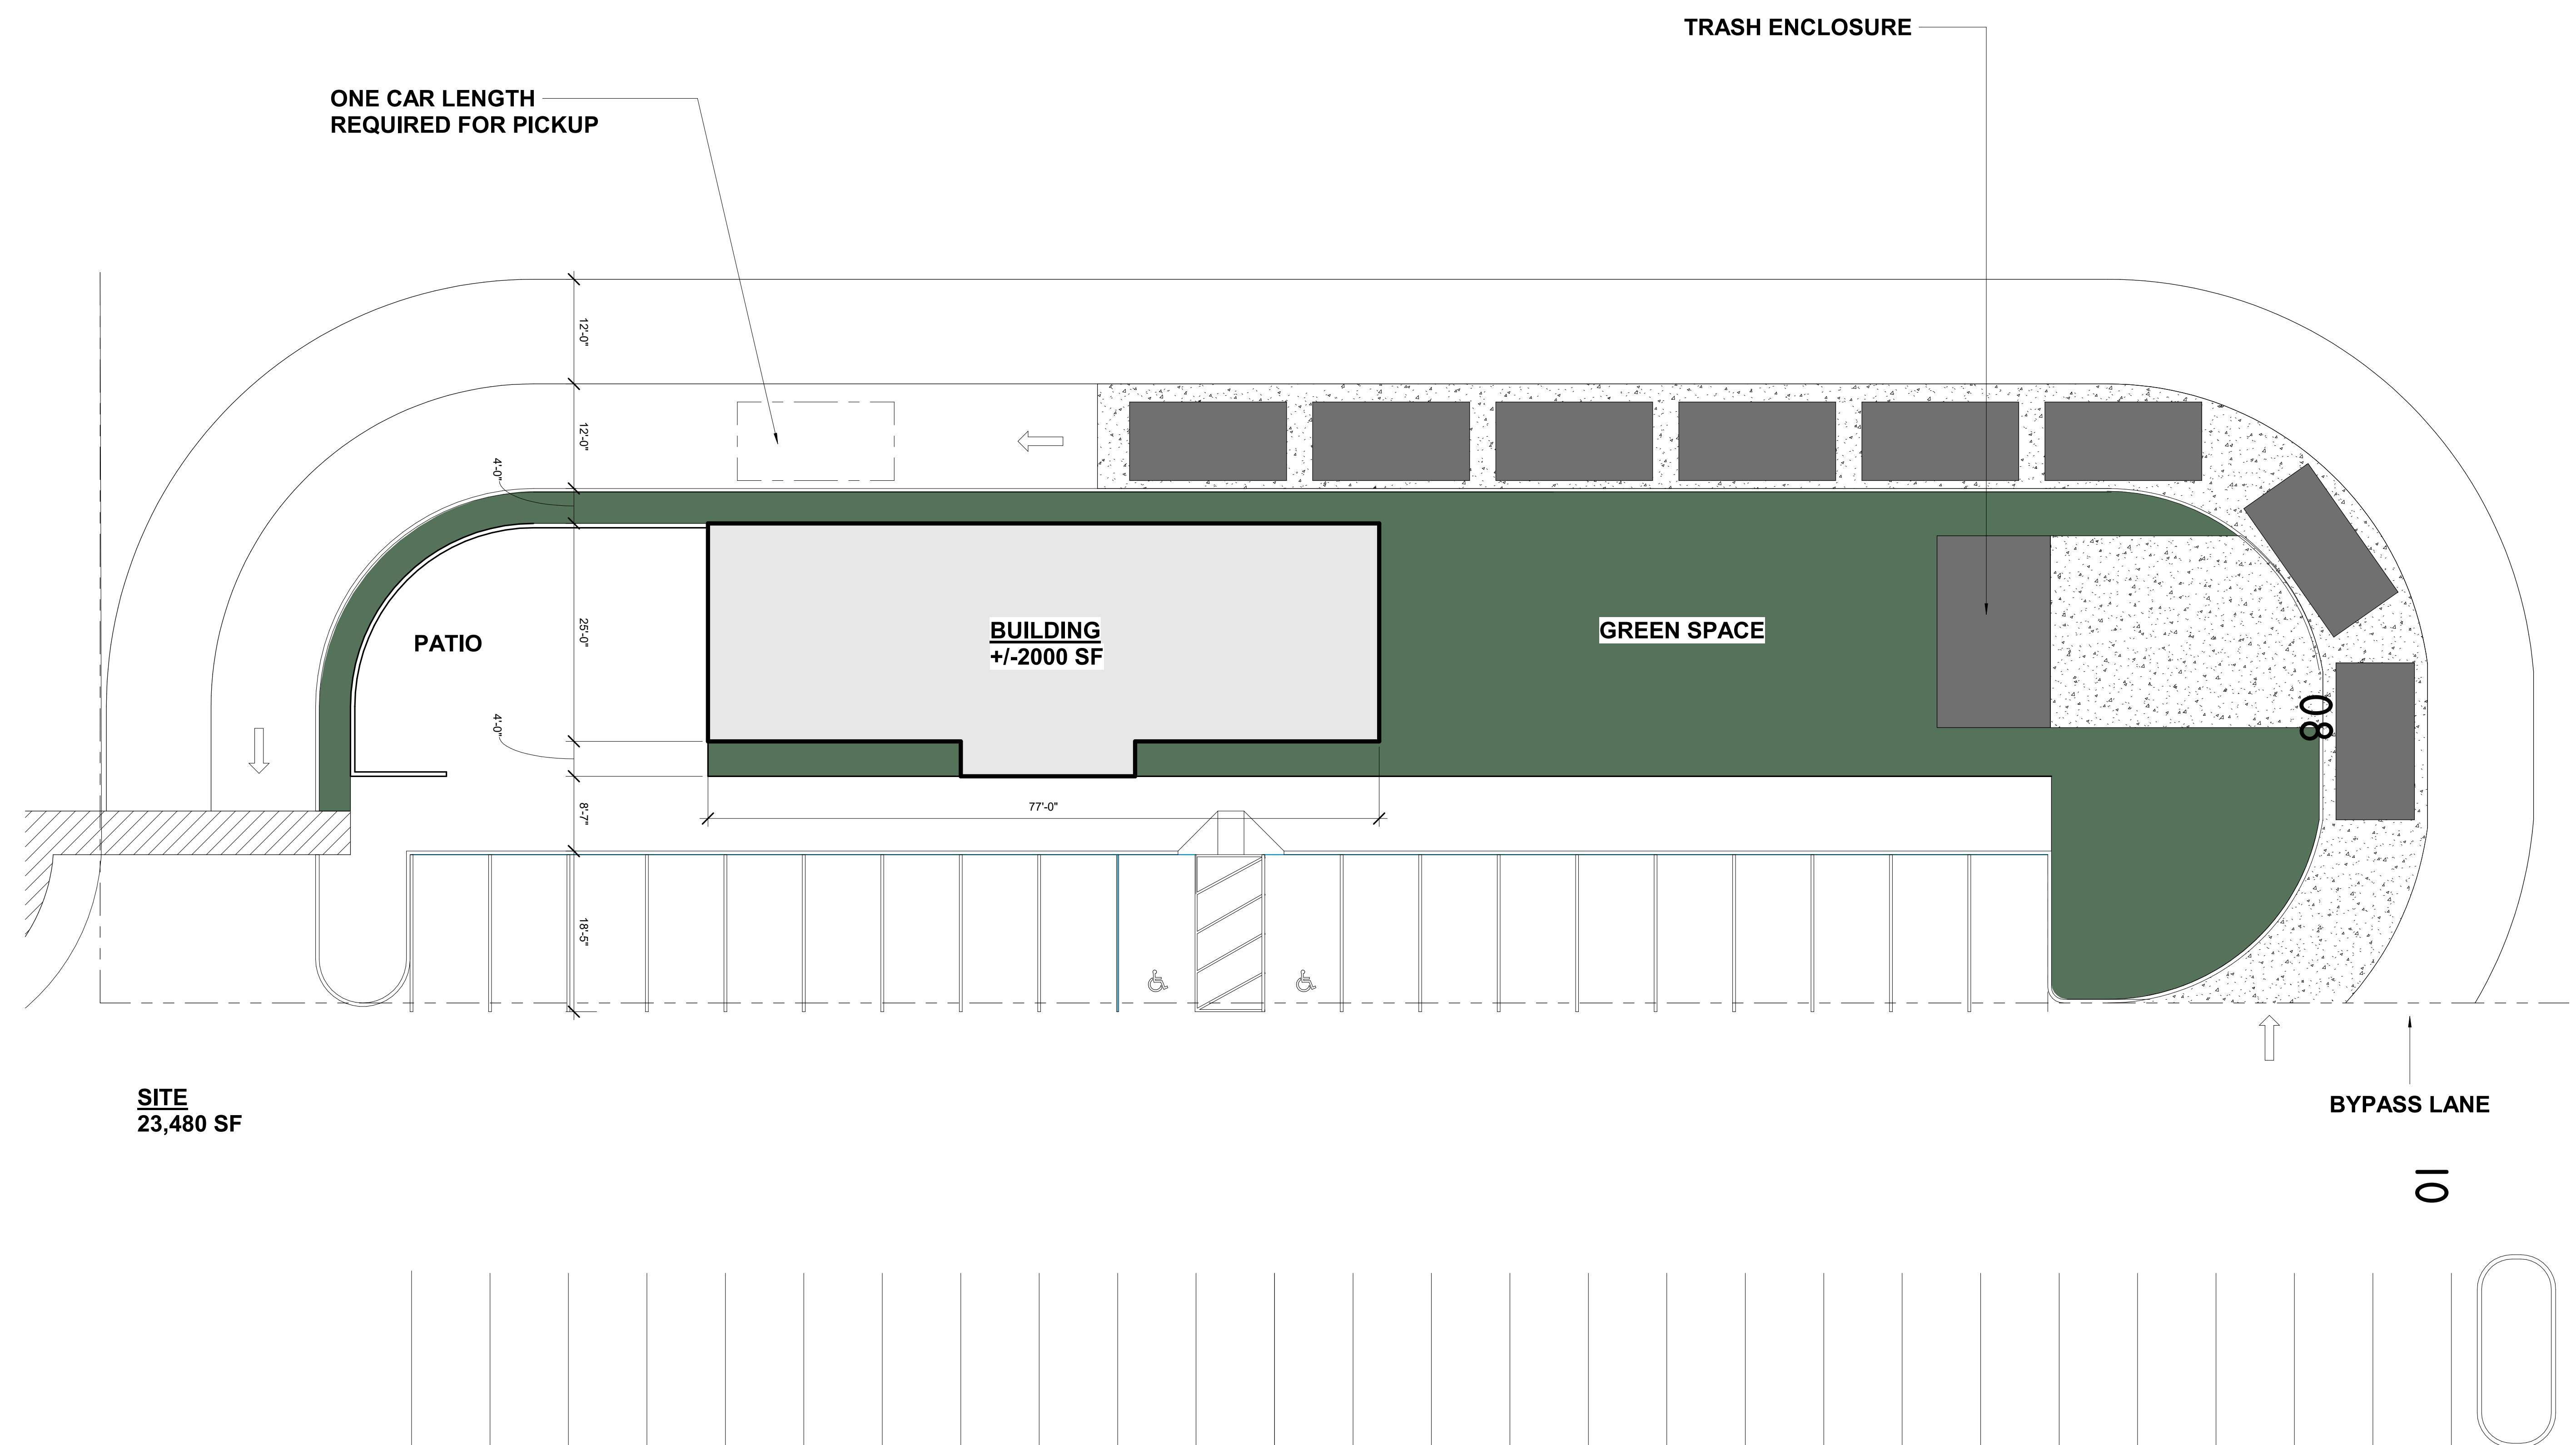 TRASH ENCLOSURE
ONE CAR LENGTH
REQUIRED FOR PICKUP
12'-0"
12'-0"
4'-0"
25'-0"
PATIO
BUILDING
+/-2000 SF
GREEN SPACE
80
4'-0"
8'-7"
77'-0"
18'-5"
SITE
23,480 SF
BYPASS LANE
10